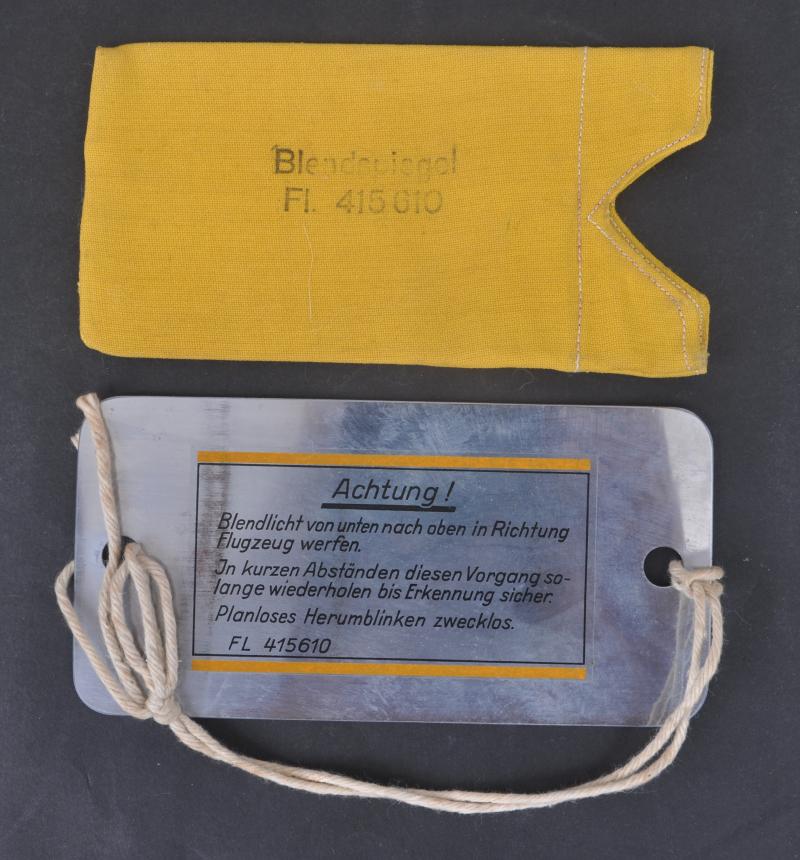 Blendspiegel
Fl. 415610
Achtung!
Blendlicht von unten nach oben in Richtung
Flugzeug werfen.
Jn kurzen Abständen diesen Vorgang so-
lange wiederholen bis Erkennung sicher.
Planloses Herumblinken zwecklos.
FL 415610